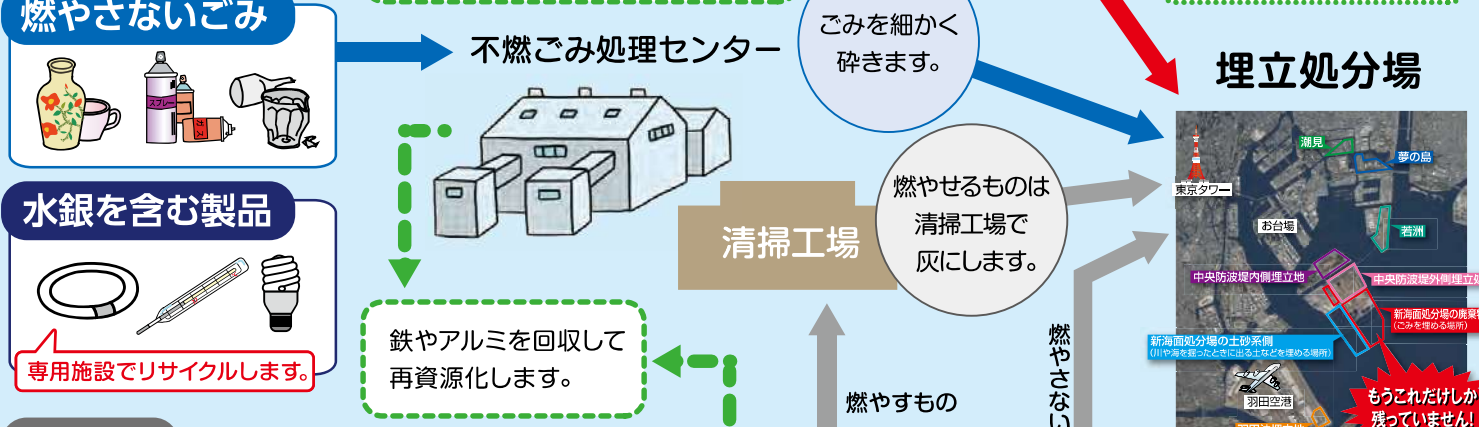 燃やさないごみ
スプレー
ガス
水銀を含む製品
専用施設でリサイクルします。
不燃ごみ処理センター
ごみを細かく
砕きます。
清掃工場
燃やせるものは
清掃工場で
灰にします。
鉄やアルミを回収して
再資源化します。
燃やすもの
燃やさない
埋立処分場
潮見
夢の島
東京タワー
お台場
若洲
中央防波堤内側埋立地
中央防波堤外側埋立処
新海面処分場の廃棄物
(ごみを埋める場所)
新海面処分場の土砂系側
(川や海を掘ったときに出る土などを埋める場所)
羽田空港
もうこれだけしか
残っていません!